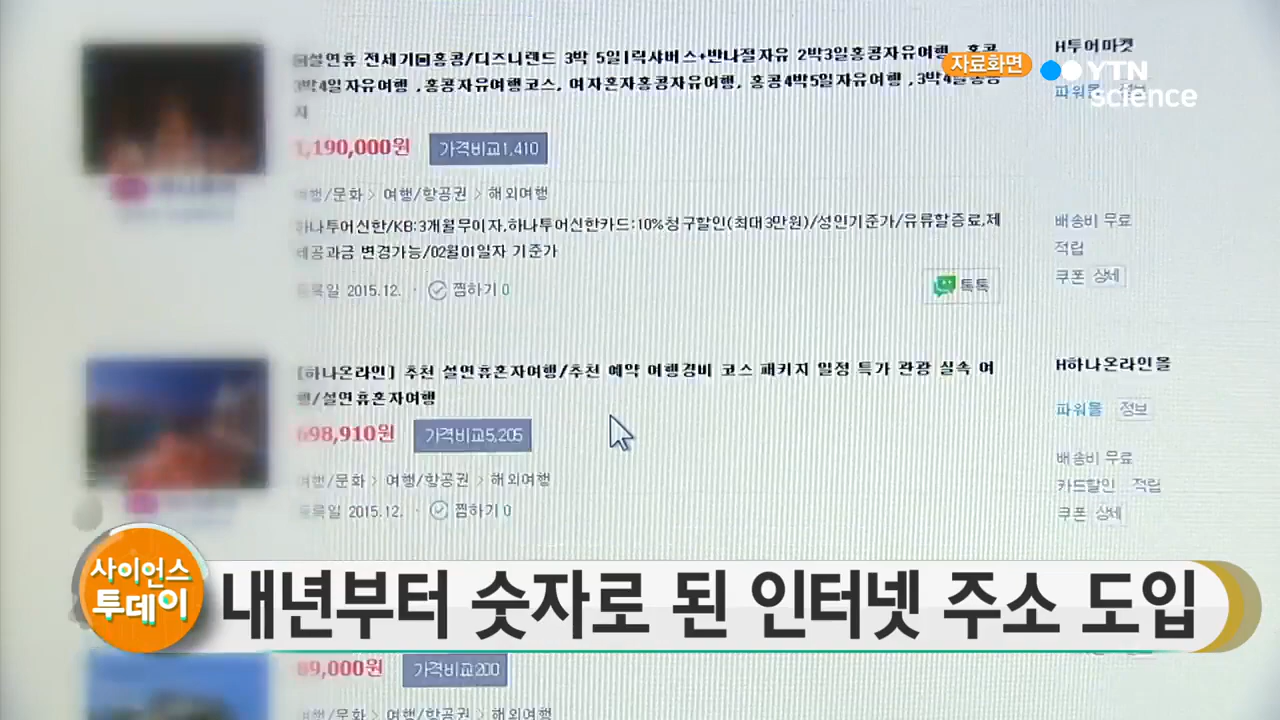 설연휴 전세기 홍콩/디즈니랜드 3박 5일|릭샤버스+반나절자유 2박3일홍콩자유여행, 홍콩
3박4일자유여행 ,홍콩자유여행코스, 여자혼자홍콩자유여행, 홍콩4박5일자유여행 ,3박4일홍콩
지
1,190,000원 가격비교1,410
여행/문화 > 여행/항공권 > 해외여행
하나투어신한/KB:3개월무이자,하나투어신한카드:10%청구할인(최대3만원)/성인기준가/유류할증료,제
세공과금 변경가능/02월01일자 기준가
등록일 2015.12. · 찜하기 0
톡톡
H투어마켓
자료화면
YTN
science
파워몰
배송비 무료
적립
쿠폰 상세
[하나온라인] 추천 설연휴혼자여행/추천 예약 여행경비 코스 패키지 일정 특가 관광 실속 여
행/설연휴혼자여행
698,910원 가격비교5,205
여행/문화 > 여행/항공권 > 해외여행
등록일 2015.12. · 찜하기 0
H하나온라인몰
파워몰 정보
배송비 무료
카드할인 적립
쿠폰 상세
사이언스
투데이
내년부터 숫자로 된 인터넷 주소 도입
89,000원 가격비교200
여행/문화 > 여행/항공권 > 해외여행